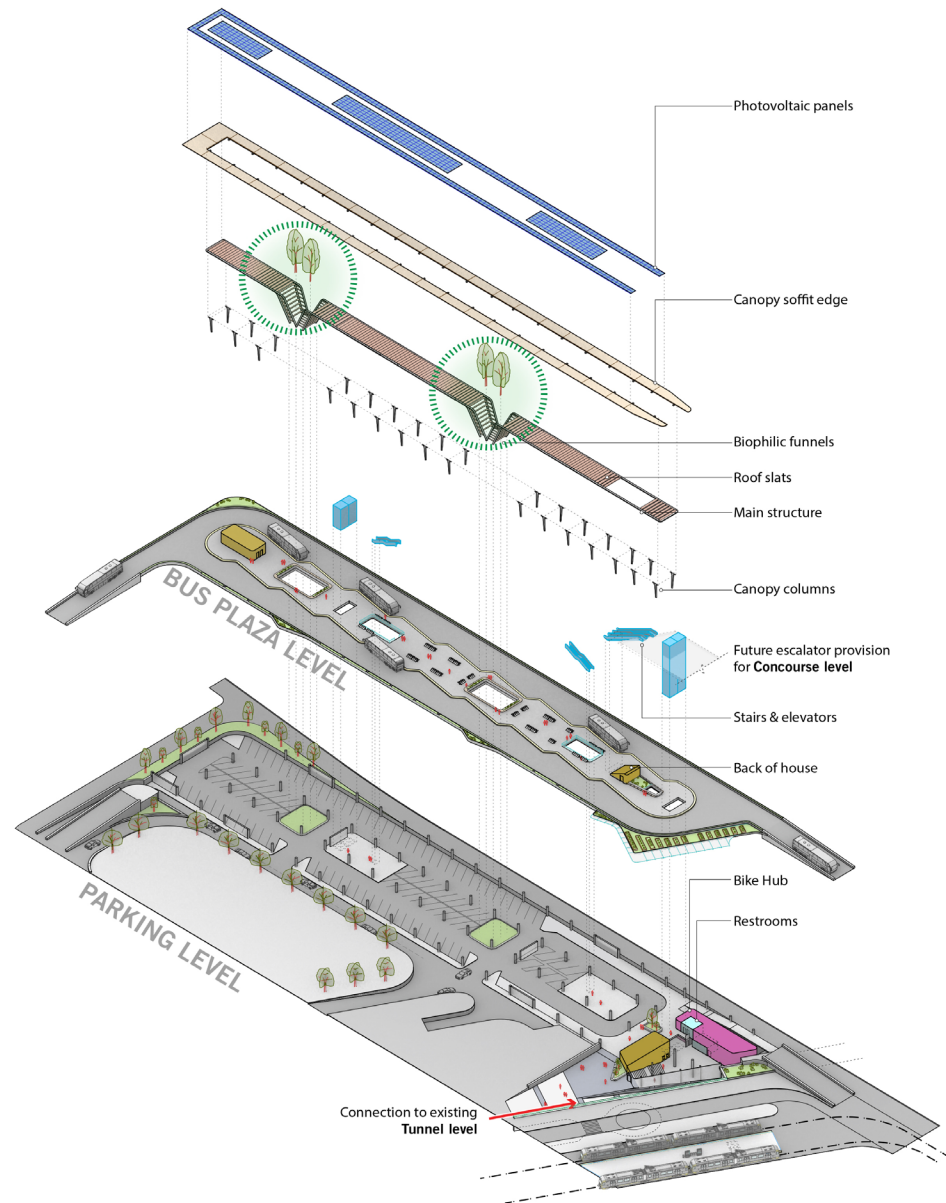 Photovoltaic panels
Canopy soffit edge
Biophilic funnels
Roof slats
Main structure
Canopy columns
BUS PLAZA LEVEL
Future escalator provision
for Concourse level
Stairs & elevators
Back of house
PARKING LEVEL
Bike Hub
Restrooms
Connection to existing
Tunnel level